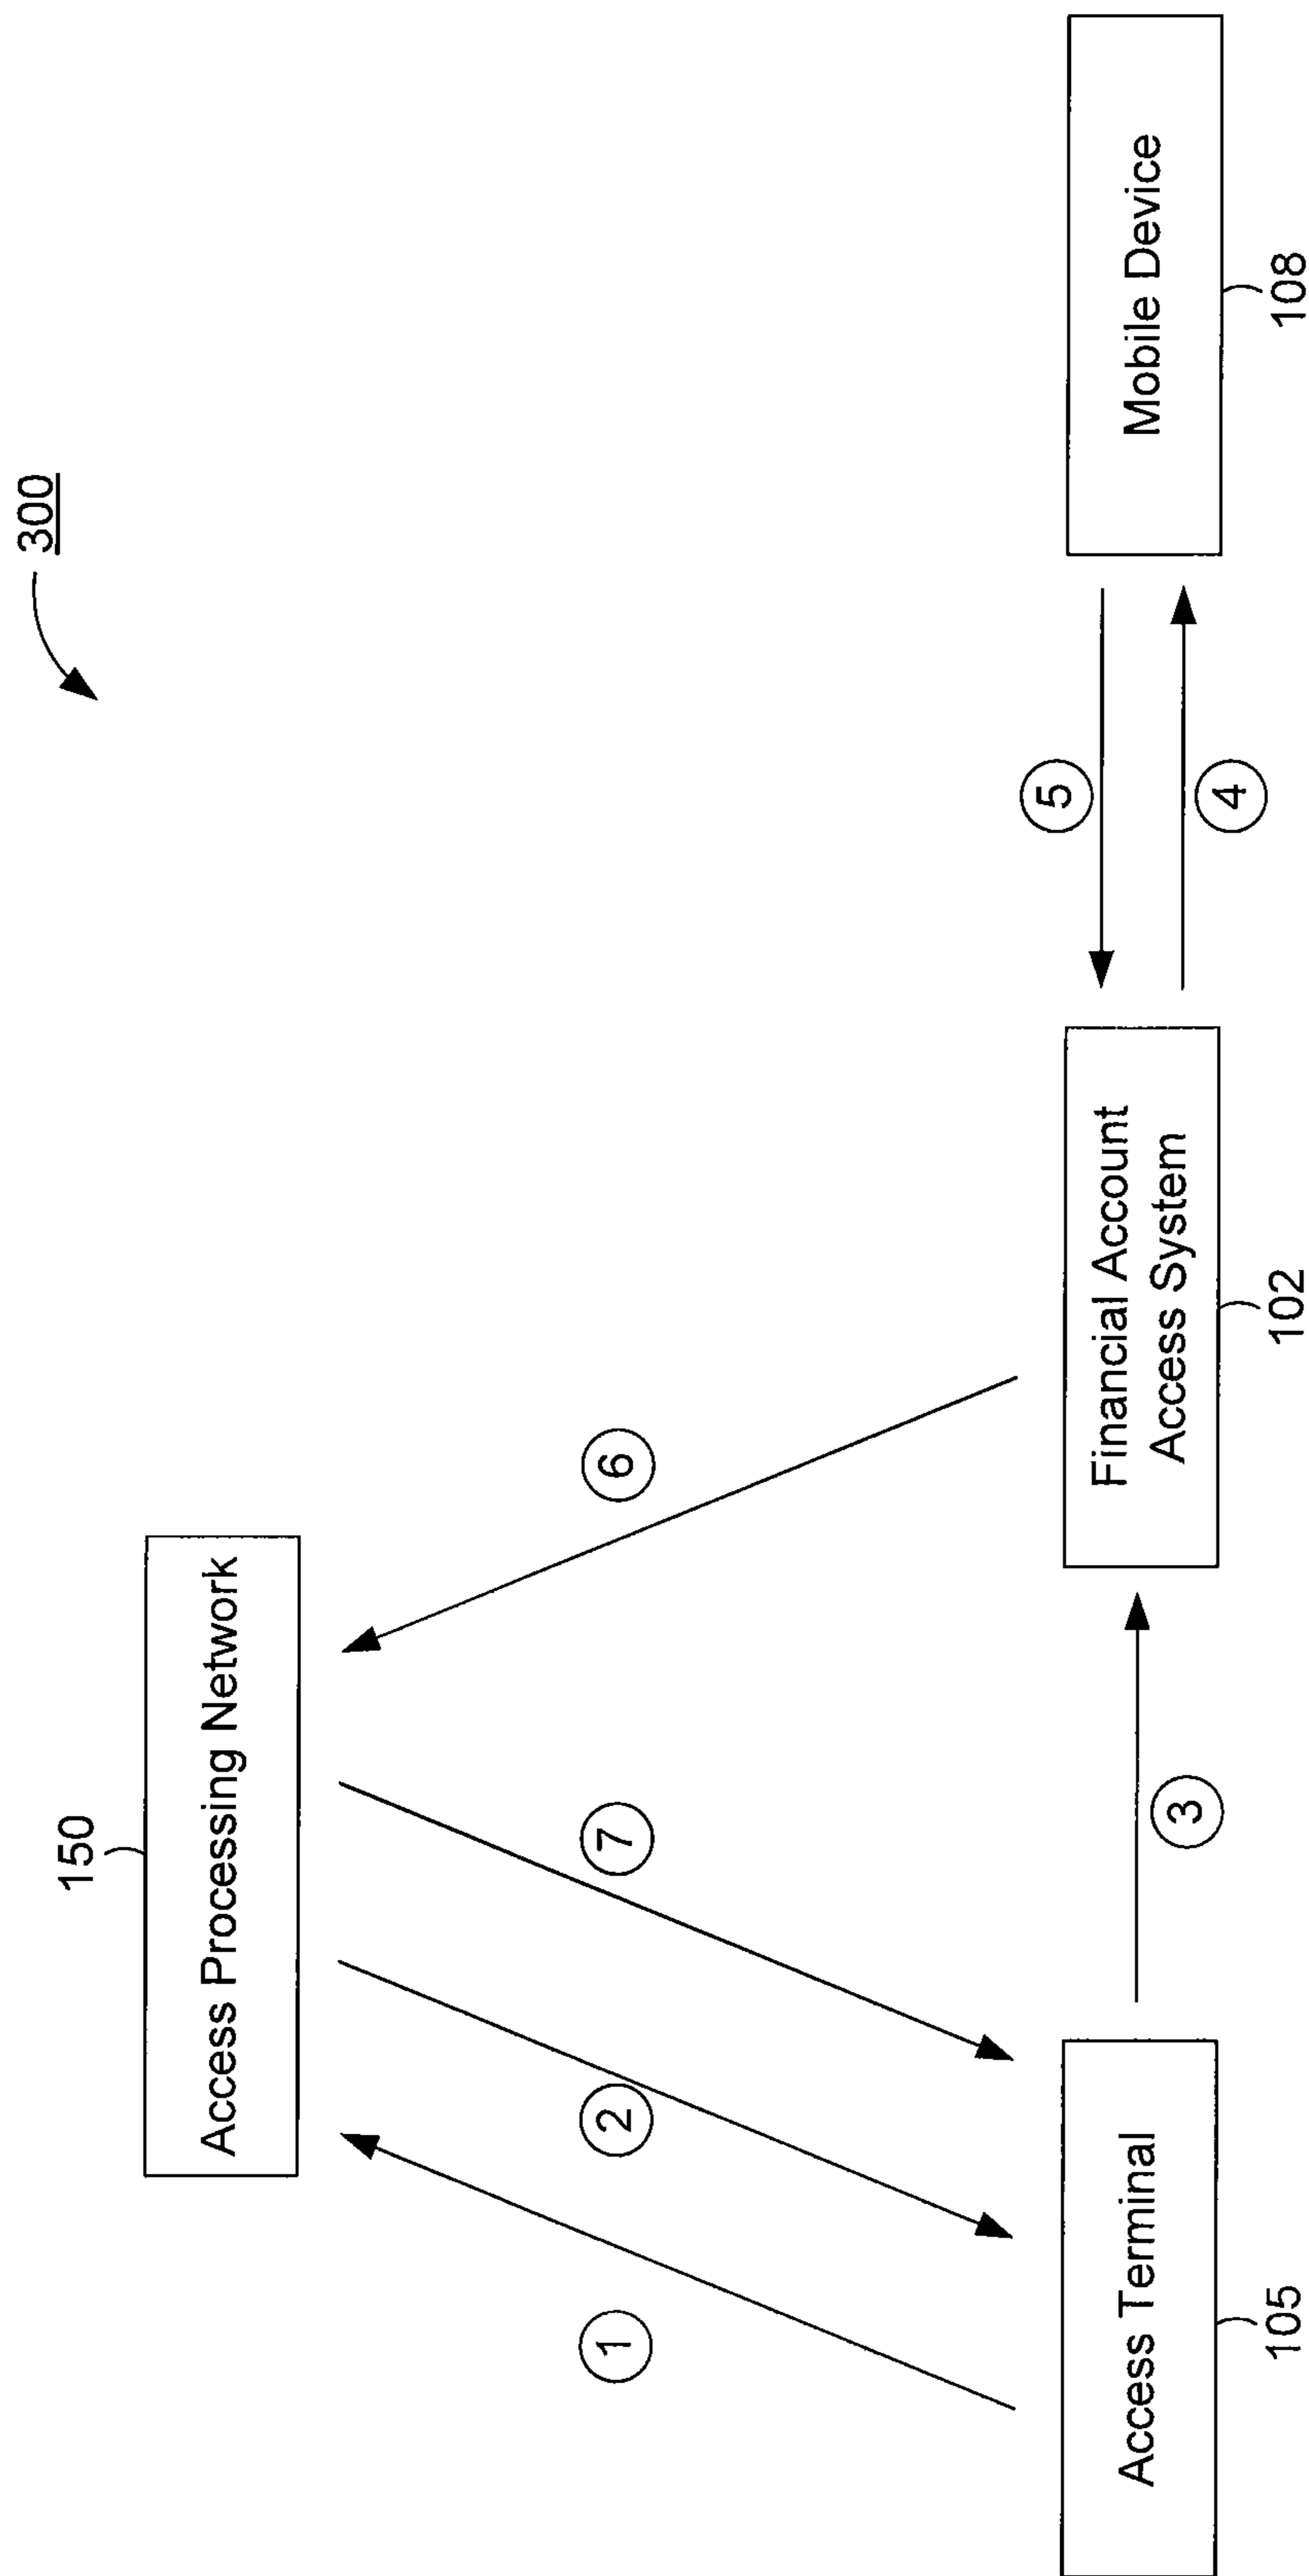 300
150
Access Processing Network
1
2
7
6
5
4
3
Access Terminal
105
Financial Account
Access System
102
Mobile Device
108